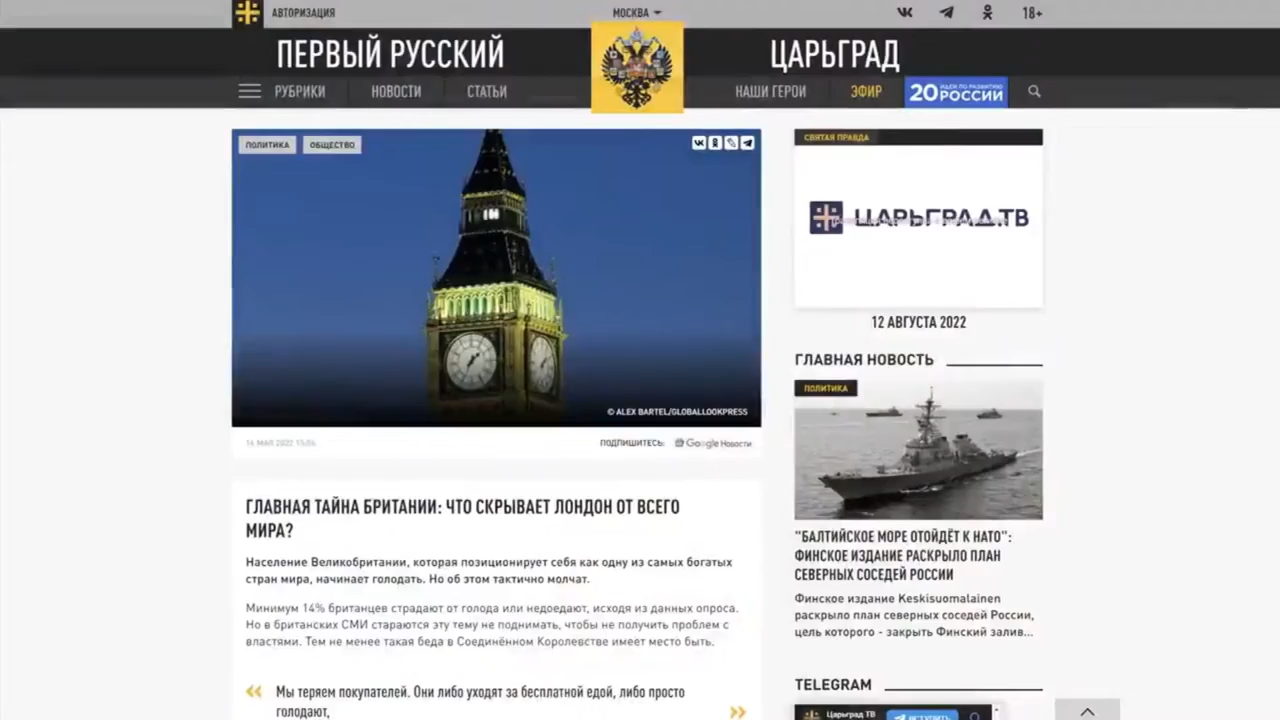 АВТОРИЗАЦИЯ
МОСКВА
18+
ПЕРВЫЙ РУССКИЙ
ЦАРЬГРАД
РУБРИКИ
НОВОСТИ
СТАТЬИ
НАШИ ГЕРОИ
ЭФИР
20 ИДЕЙ ПО РАЗВИТИЮ РОССИИ
ПОЛИТИКА
ОБЩЕСТВО
© ALEX BARTEL/GLOBALLOOKPRESS
ПОДПИШИТЕСЬ:
Google Новости
ГЛАВНАЯ ТАЙНА БРИТАНИИ: ЧТО СКРЫВАЕТ ЛОНДОН ОТ ВСЕГО
МИРА?
Население Великобритании, которая позиционирует себя как одну из самых богатых
стран мира, начинает голодать. Но об этом тактично молчат.
Минимум 14% британцев страдают от голода или недоедают, исходя из данных опроса.
Но в британских СМИ стараются эту тему не поднимать, чтобы не получить проблем с
властями. Тем не менее такая беда в Соединённом Королевстве имеет место быть.
Мы теряем покупателей. Они либо уходят за бесплатной едой, либо просто
голодают,
СВЯТАЯ ПРАВДА
ЦАРЬГРАД.ТВ
12 АВГУСТА 2022
ГЛАВНАЯ НОВОСТЬ
ПОЛИТИКА
"БАЛТИЙСКОЕ МОРЕ ОТОЙДЁТ К НАТО":
ФИНСКОЕ ИЗДАНИЕ РАСКРЫЛО ПЛАН
СЕВЕРНЫХ СОСЕДЕЙ РОССИИ
Финское издание Keskisuomalainen
раскрыло план северных соседей России,
цель которого - закрыть Финский залив...
TELEGRAM
Царьград ТВ
ВСТУПИТЬ